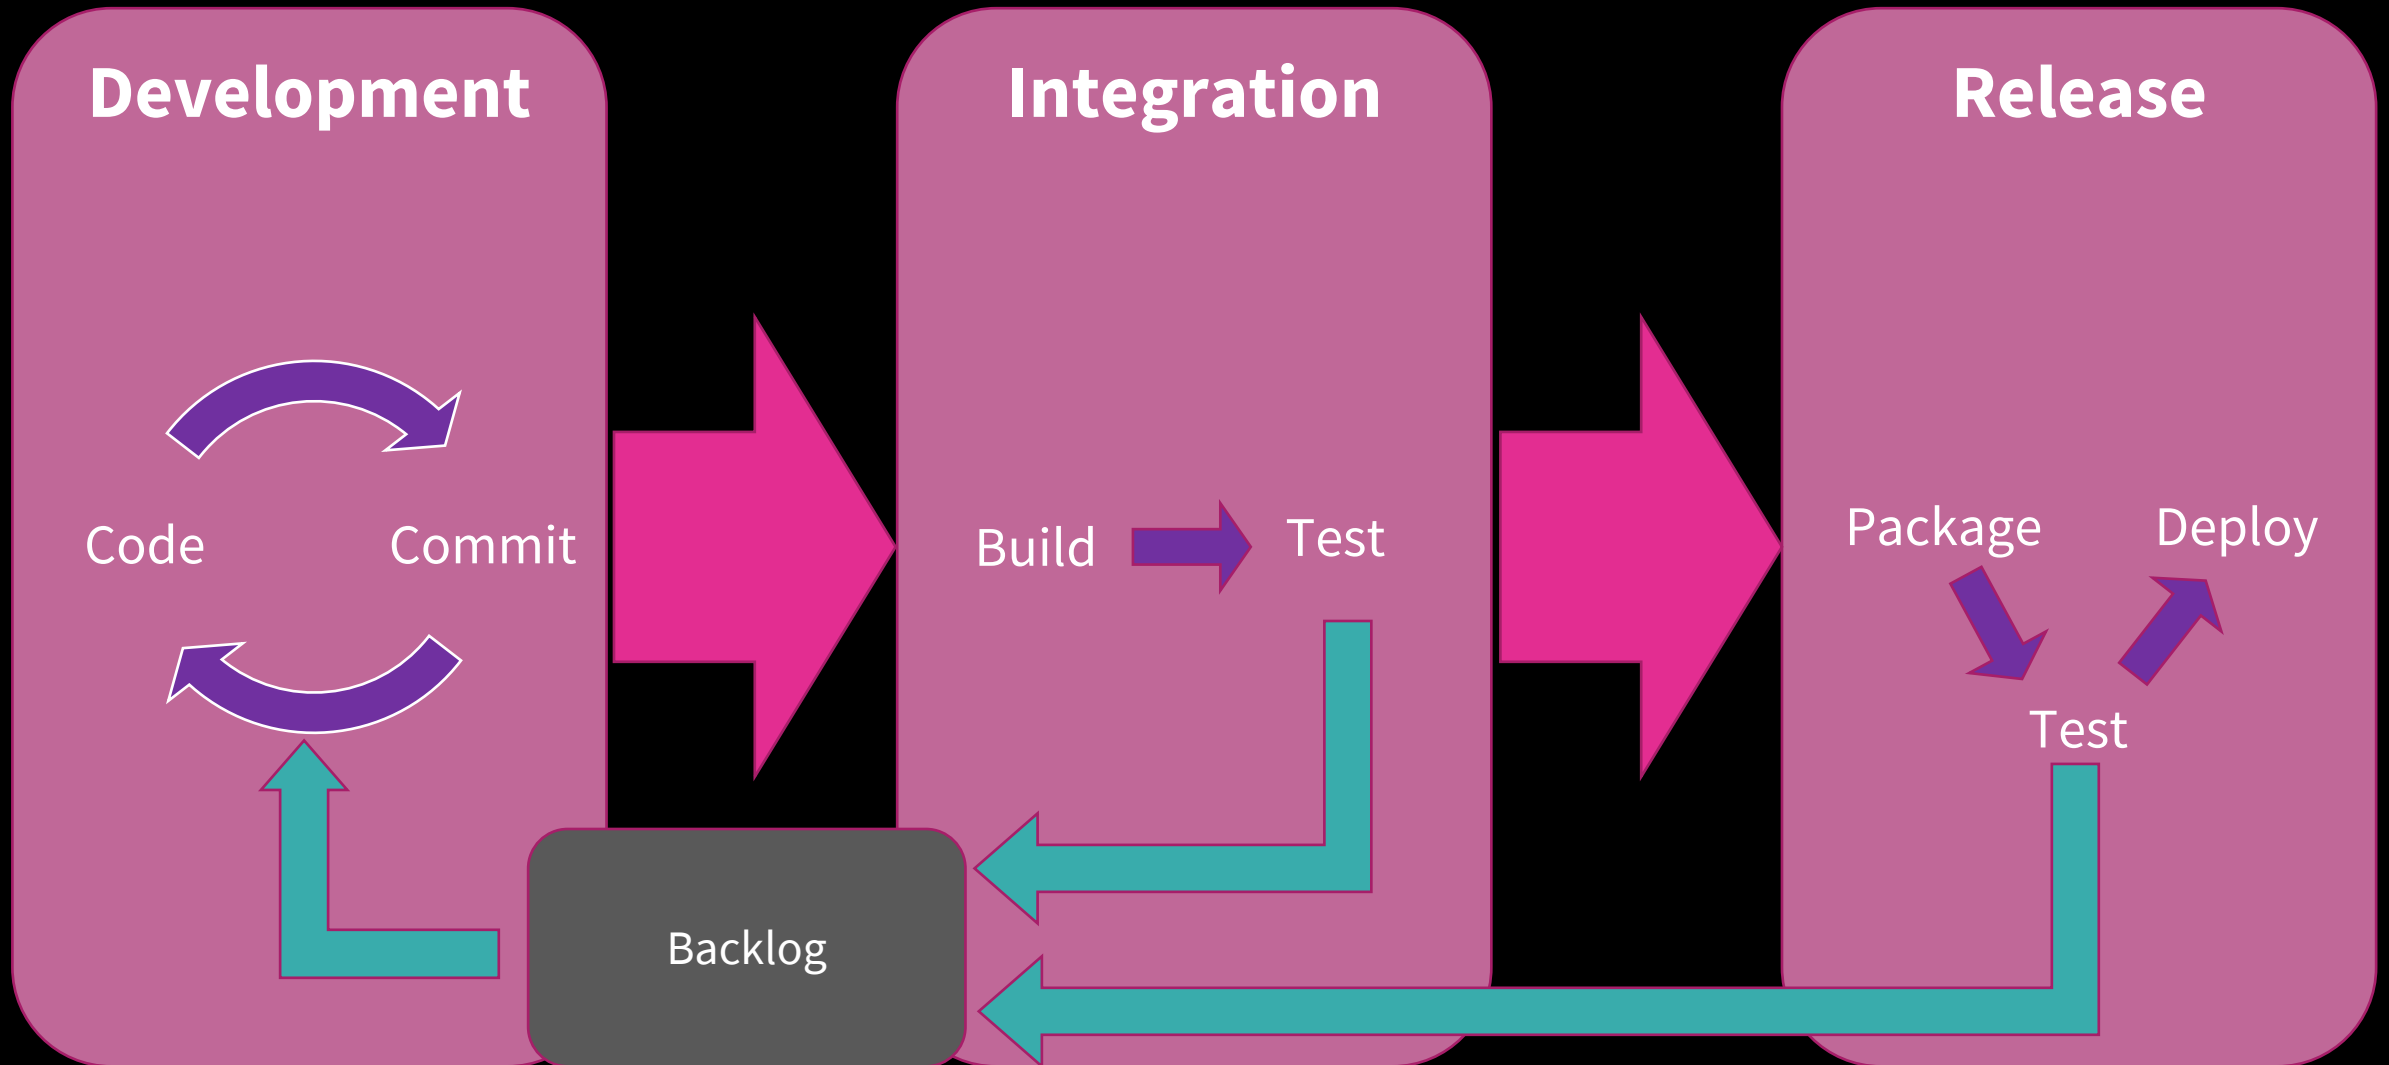 Development
Code
Commit
Integration
Build
Test
Release
Package
Deploy
Test
Backlog